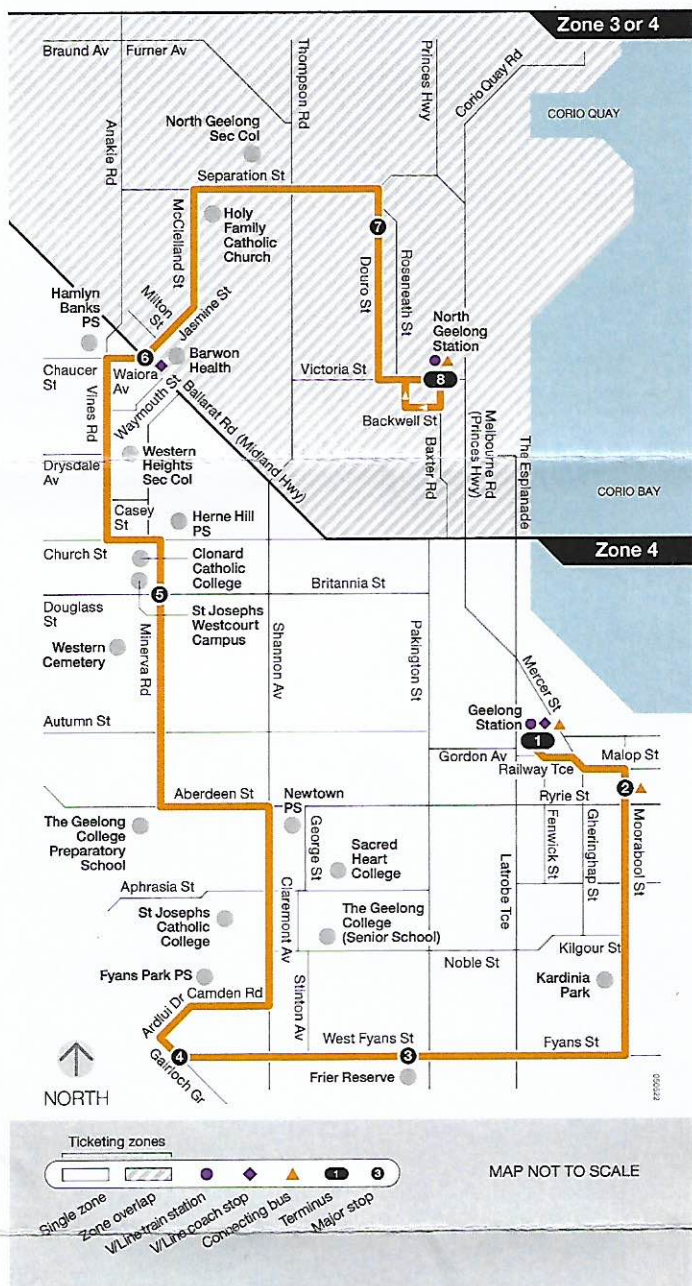 Zone 3 or 4
Braund Av
Furner Av
Thompson Rd
Princes Hwy
Corio Quay Rd
CORIO QUAY
Anakie Rd
North Geelong
Sec Col
Separation St
McClelland St
Holy
Family
Catholic
Church
7
Roseneath St
Douro St
Hamlyn
Banks
PS
Milton
St
Jasmine St
North
Geelong
Station
6
Barwon
Health
Chaucer
St
Waiora
Av
Victoria St
8
Vines Rd
Waymouth St
Ballarat Rd (Midland Hwy)
Backwell St
Baxter Rd
Melbourne Rd
(Princes Hwy)
The Esplanade
Drysdale
Av
Western
Heights
Sec Col
CORIO BAY
Casey
St
Herne Hill
PS
Church St
Clonard
Catholic
College
Zone 4
5
Britannia St
Douglass
St
St Josephs
Westcourt
Campus
Minerva Rd
Shannon Av
Pakington St
Western
Cemetery
Mercer St
Autumn St
Geelong
Station
1
Gordon Av
Malop St
Railway Tce
Aberdeen St
Newtown
PS
Ryrie St
2
The Geelong
College
Preparatory
School
George St
Sacred
Heart
College
Latrobe Tce
Fenwick St
Gheringhap St
Moorabool St
Aphrasia St
Claremont Av
St Josephs
Catholic
College
The Geelong
College
(Senior School)
Kilgour St
Noble St
Fyans Park PS
Stinton Av
Kardinia
Park
Camden Rd
Ardlui Dr
West Fyans St
Fyans St
4
3
Gairloch Gr
Frier Reserve
NORTH
050522
Ticketing zones
1
3
MAP NOT TO SCALE
Single zone
Zone overlap
V/Line train station
V/Line coach stop
Connecting bus
Terminus
Major stop